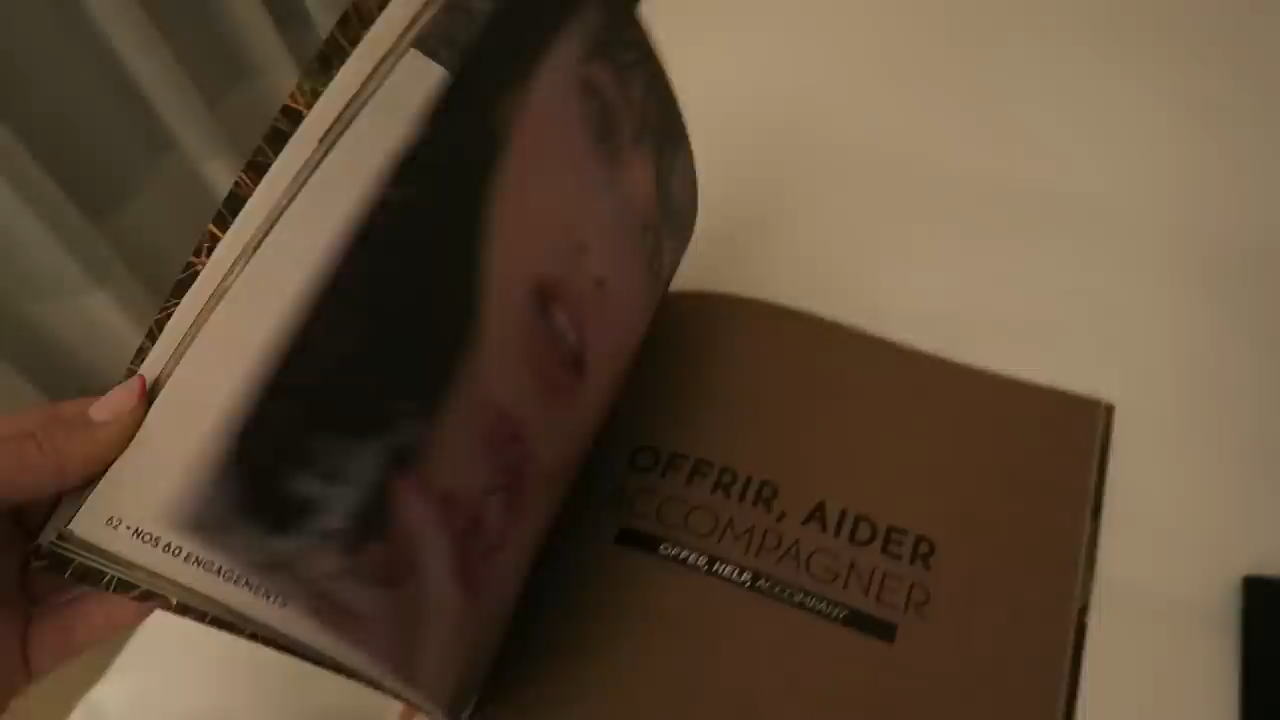 62 - NOS 60 ENGAGEMENTS
OFFRIR, AIDER
ACCOMPAGNER
OFFER, HELP, ACCOMPANY